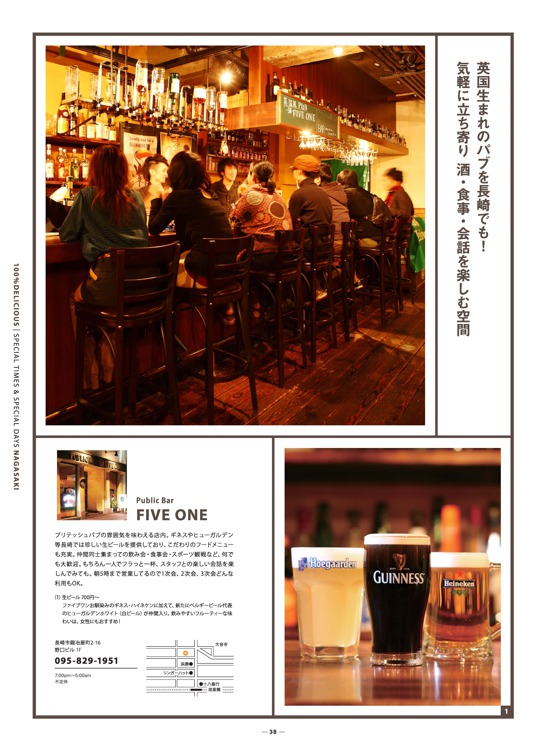 英国生まれのパブを長崎でも！
気軽に立ち寄り 酒・食事・会話を楽しむ空間
FIVE ONE
100%DELICIOUS | SPECIAL TIMES & SPECIAL DAYS NAGASAKI
Public Bar
FIVE ONE
ブリティッシュパブの雰囲気を味わえる店内。ギネスやヒューガルデン
等長崎では珍しい生ビールを提供しており、こだわりのフードメニュー
も充実。仲間同士集まっての飲み会・食事会・スポーツ観戦など、何で
も大歓迎。もちろん一人でフラっと一杯、スタッフとの楽しい会話を楽
しんでみても。朝5時まで営業してるので1次会、2次会、3次会どんな
利用もOK。
(1) 生ビール 700円〜
ファイブワンお馴染みのギネス・ハイネケンに加えて、新たにベルギービール代表
のヒューガルデンホワイト（白ビール）が仲間入り。飲みやすいフルーティーな味
わいは、女性にもおすすめ！
長崎市鍛冶屋町2-16
野口ビル 1F
095-829-1951
7:00pm〜5:00am
不定休
大音寺
浜勝
リンガーハット
十八銀行
思案橋
Hoegaarden
GUINNESS
Heineken
1
— 38 —